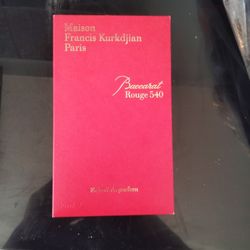 Maison
Francis Kurkdjian
Paris
Baccarat
Rouge 540
Extrait de parfum